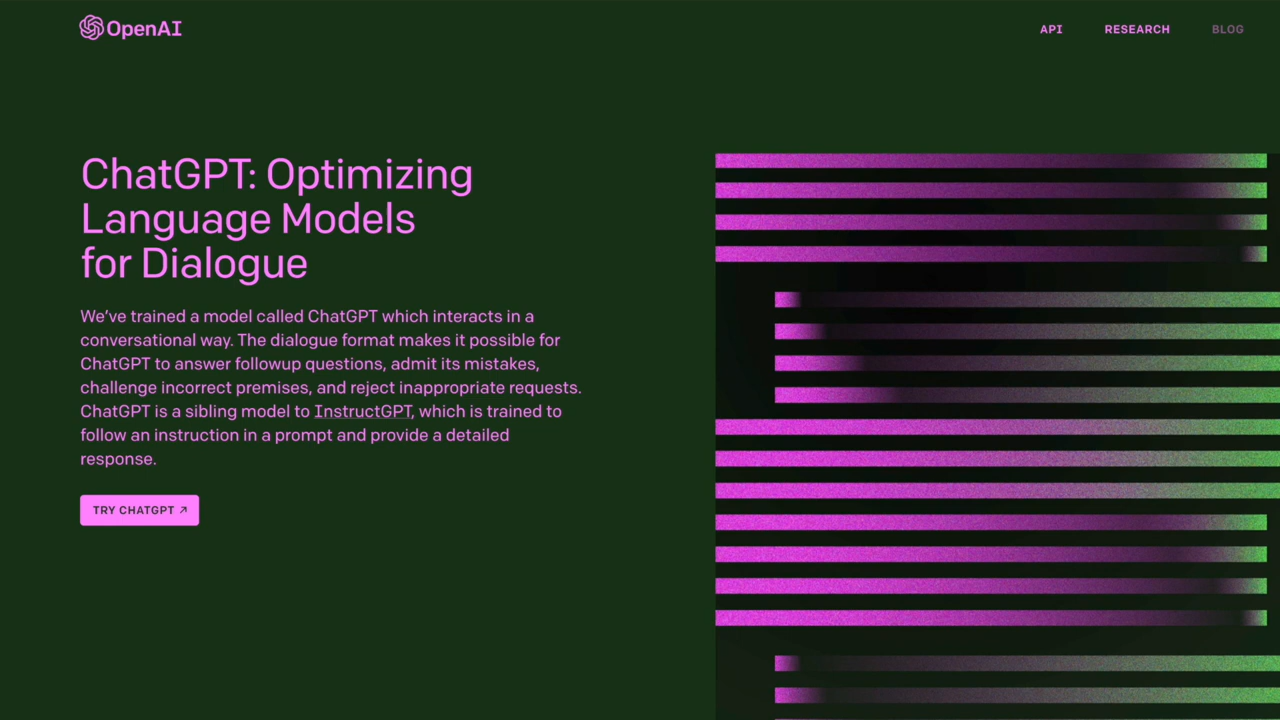 OpenAI
API RESEARCH BLOG
ChatGPT: Optimizing
Language Models
for Dialogue
We’ve trained a model called ChatGPT which interacts in a
conversational way. The dialogue format makes it possible for
ChatGPT to answer followup questions, admit its mistakes,
challenge incorrect premises, and reject inappropriate requests.
ChatGPT is a sibling model to InstructGPT, which is trained to
follow an instruction in a prompt and provide a detailed
response.
TRY CHATGPT ↗